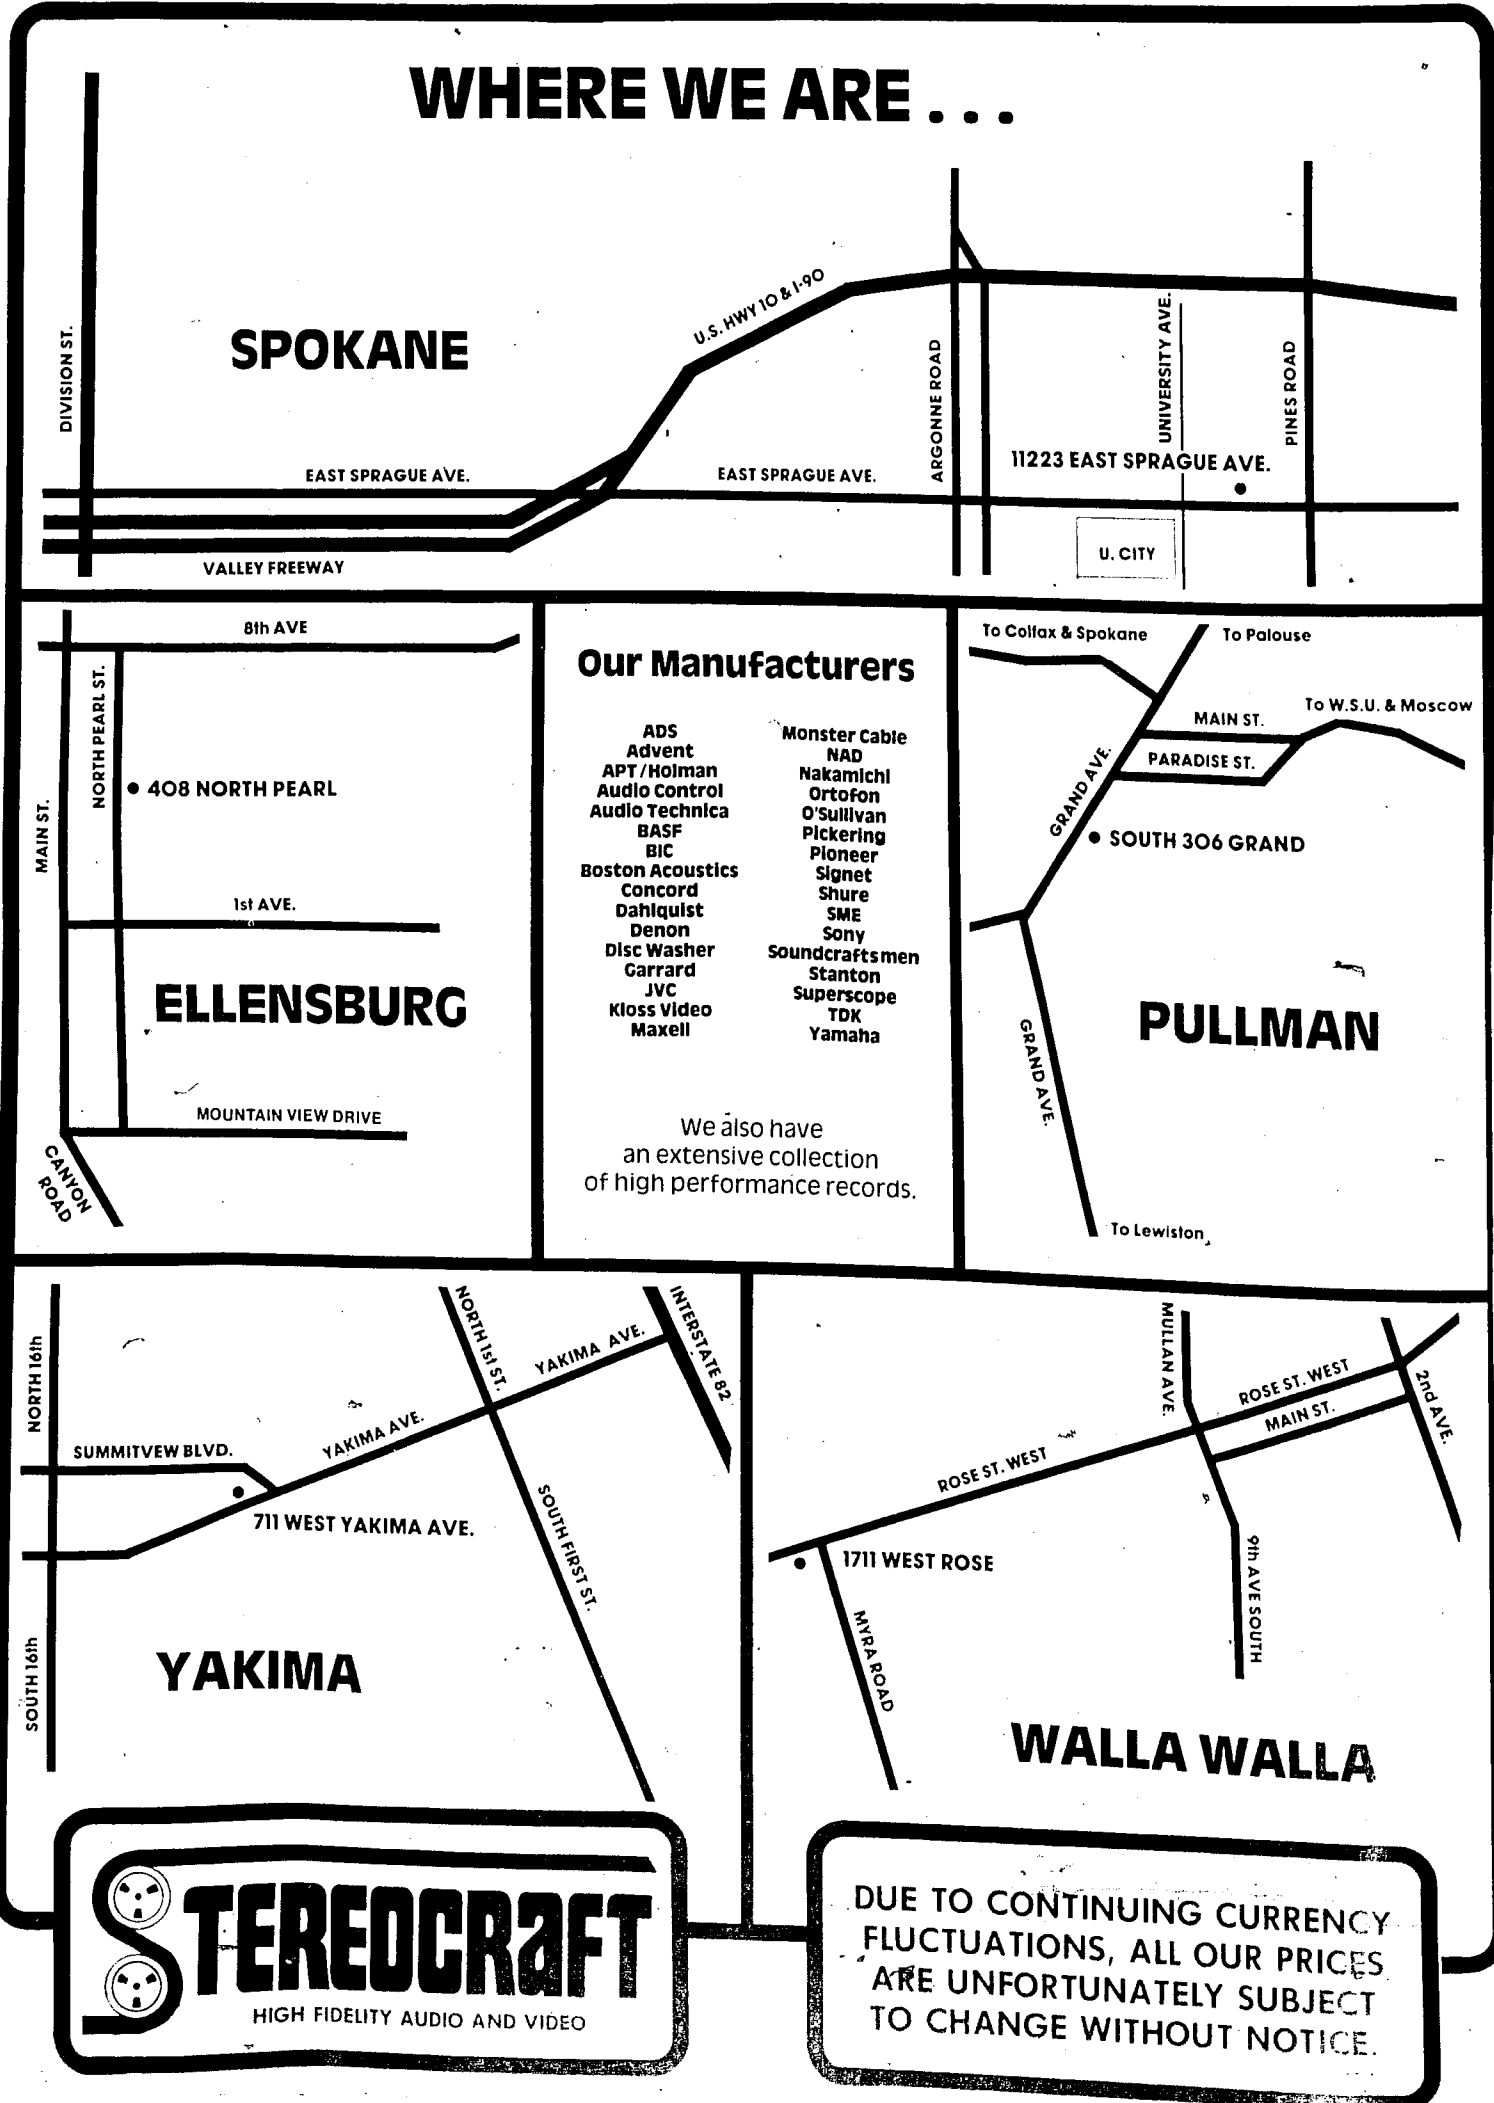 WHERE WE ARE...
SPOKANE
DIVISION ST.
U.S. HWY 10 & I-90
ARGONNE ROAD
UNIVERSITY AVE.
PINES ROAD
11223 EAST SPRAGUE AVE.
EAST SPRAGUE AVE.
EAST SPRAGUE AVE.
U. CITY
VALLEY FREEWAY
8th AVE
NORTH PEARL ST.
408 NORTH PEARL
MAIN ST.
1st AVE.
ELLENSBURG
MOUNTAIN VIEW DRIVE
CANYON
ROAD
Our Manufacturers
ADS
Advent
APT/Holman
Audio Control
Audio Technica
BASF
BIC
Boston Acoustics
Concord
Dahlquist
Denon
Disc Washer
Garrard
JVC
Kloss Video
Maxell
Monster Cable
NAD
Nakamichi
Ortofon
O'Sullivan
Pickering
Pioneer
Signet
Shure
SME
Sony
Soundcraftsmen
Stanton
Superscope
TDK
Yamaha
We also have
an extensive collection
of high performance records.
To Colfax & Spokane
To Palouse
To W.S.U. & Moscow
MAIN ST.
PARADISE ST.
GRAND AVE.
SOUTH 306 GRAND
PULLMAN
GRAND AVE.
To Lewiston
NORTH 16th
NORTH 1st ST.
YAKIMA AVE.
INTERSTATE 82
SUMMITVEW BLVD.
YAKIMA AVE.
711 WEST YAKIMA AVE.
SOUTH FIRST ST.
SOUTH 16th
YAKIMA
MULLAN AVE.
ROSE ST. WEST
MAIN ST.
2nd AVE.
ROSE ST. WEST
1711 WEST ROSE
9th AVE SOUTH
MYRA ROAD
WALLA WALLA
STEREOCRAFT
HIGH FIDELITY AUDIO AND VIDEO
DUE TO CONTINUING CURRENCY
FLUCTUATIONS, ALL OUR PRICES
ARE UNFORTUNATELY SUBJECT
TO CHANGE WITHOUT NOTICE.